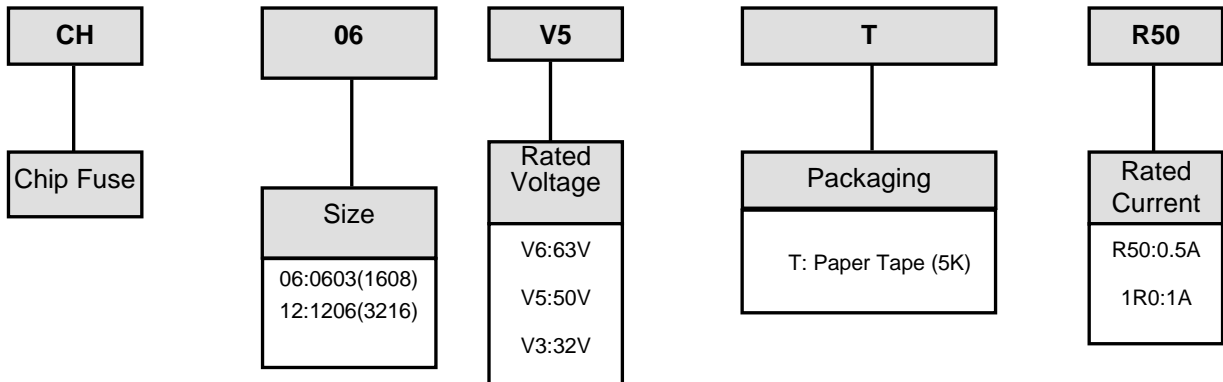 CH
06
V5
T
R50
Chip Fuse
Size
06:0603(1608)
12:1206(3216)
Rated
Voltage
V6:63V
V5:50V
V3:32V
Packaging
T: Paper Tape (5K)
Rated
Current
R50:0.5A
1R0:1A